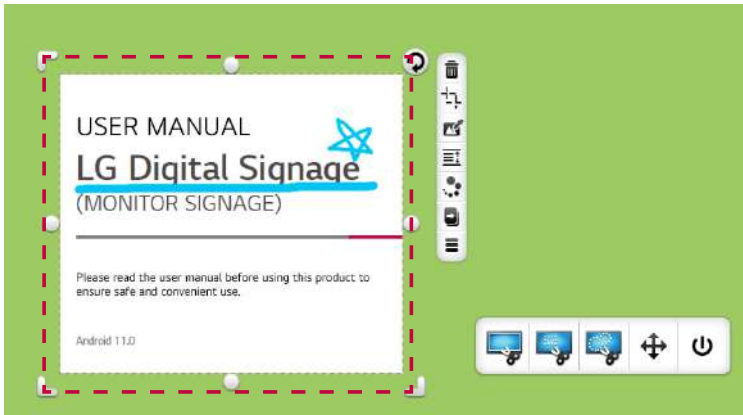 USER MANUAL
LG Digital Signage
(MONITOR SIGNAGE)
Please read the user manual before using this product to
ensure safe and convenient use.
Android 11.0